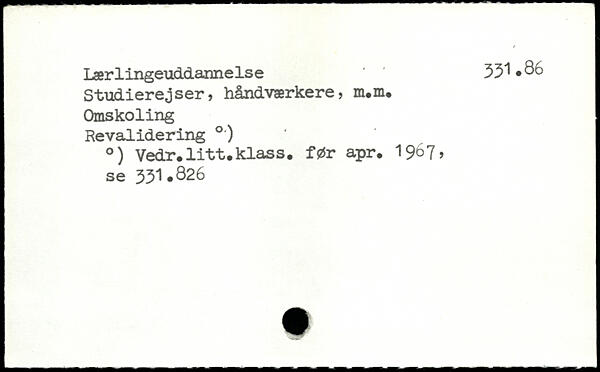 Lærlingeuddannelse 331.86
Studierejser, håndværkere, m.m.
Omskoling
Revalidering °)
°) Vedr.litt.klass. før apr. 1967,
se 331.826